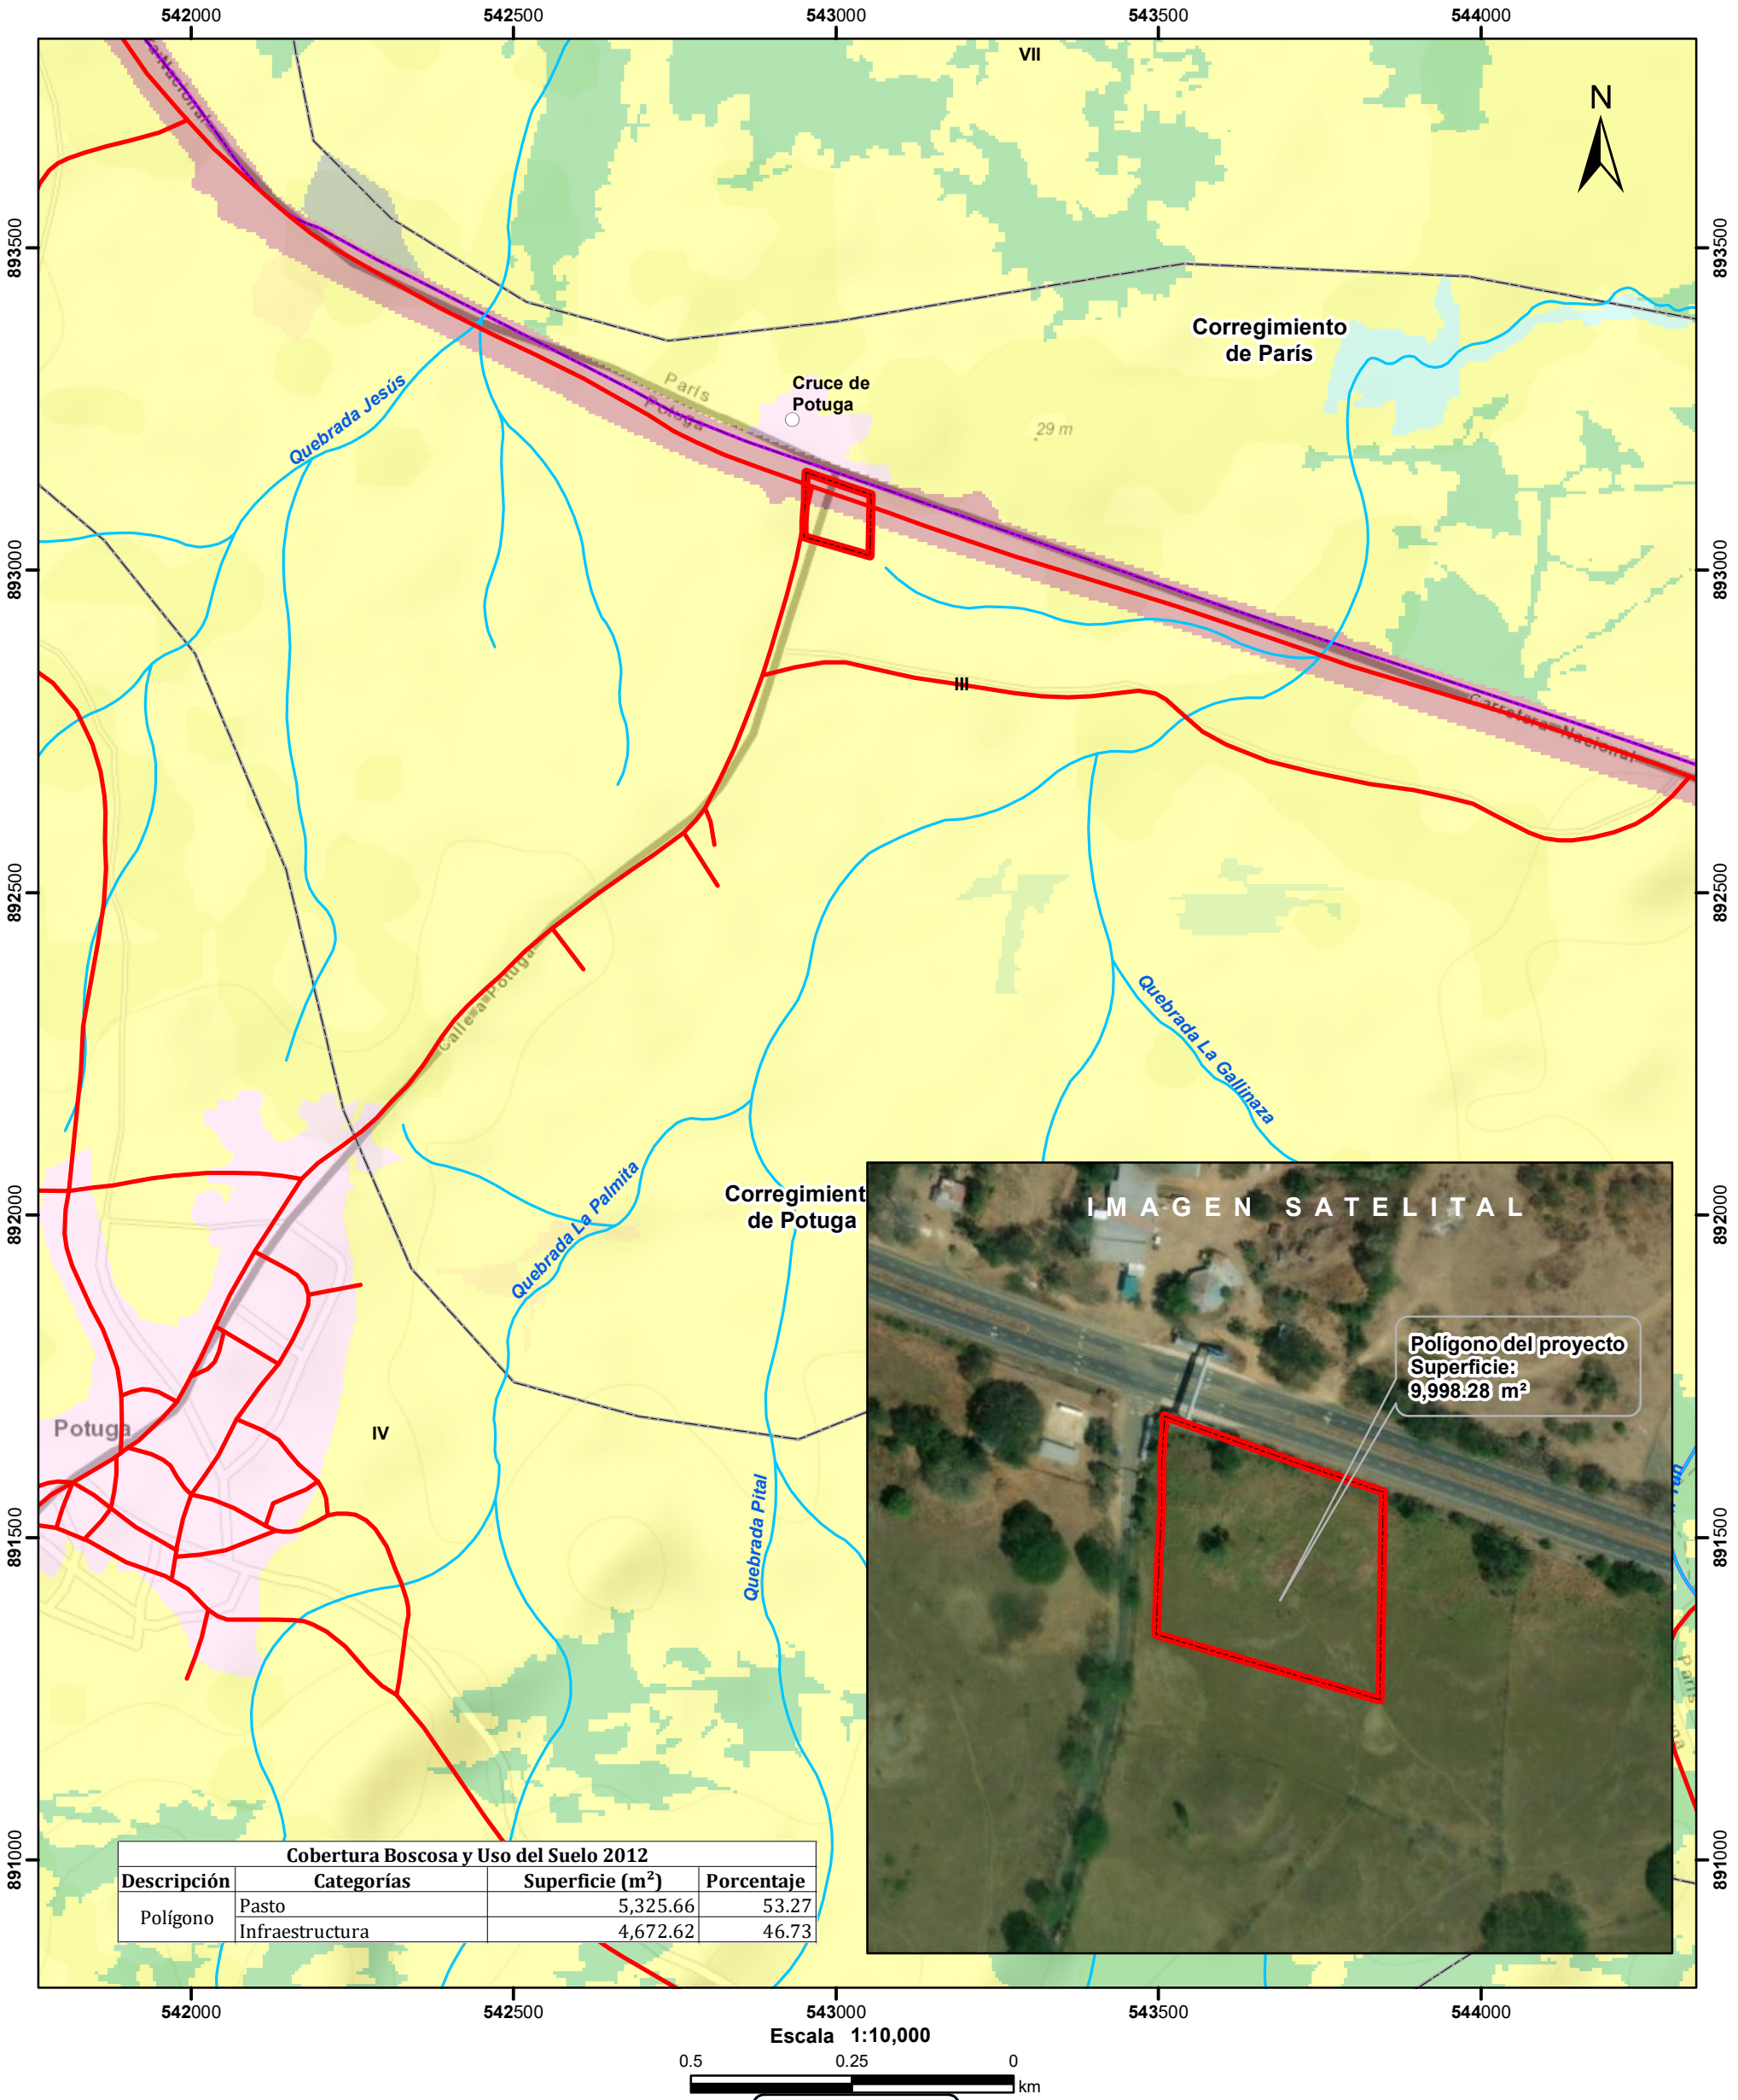 542000
542500
543000
543500
544000
VII
N
a Nacional
893500
893500
Corregimiento
de París
París
Potuga
Cruce de
Potuga
29 m
Quebrada Jesús
893000
893000
III
Carretera Nacional
892500
892500
Calle a Potuga
Quebrada La Gallinaza
Quebrada La Palmita
Corregimient
de Potuga
892000
892000
IMAGEN SATELITAL
Polígono del proyecto
Superficie:
9,998.28 m²
Potuga
IV
Quebrada Pital
891500
891500
París
891000
891000
Cobertura Boscosa y Uso del Suelo 2012
Descripción Categorías Superficie (m²) Porcentaje
Polígono Pasto 5,325.66 53.27
Infraestructura 4,672.62 46.73
542000
542500
543000
543500
544000
Escala 1:10,000
0.5 0.25 0
km